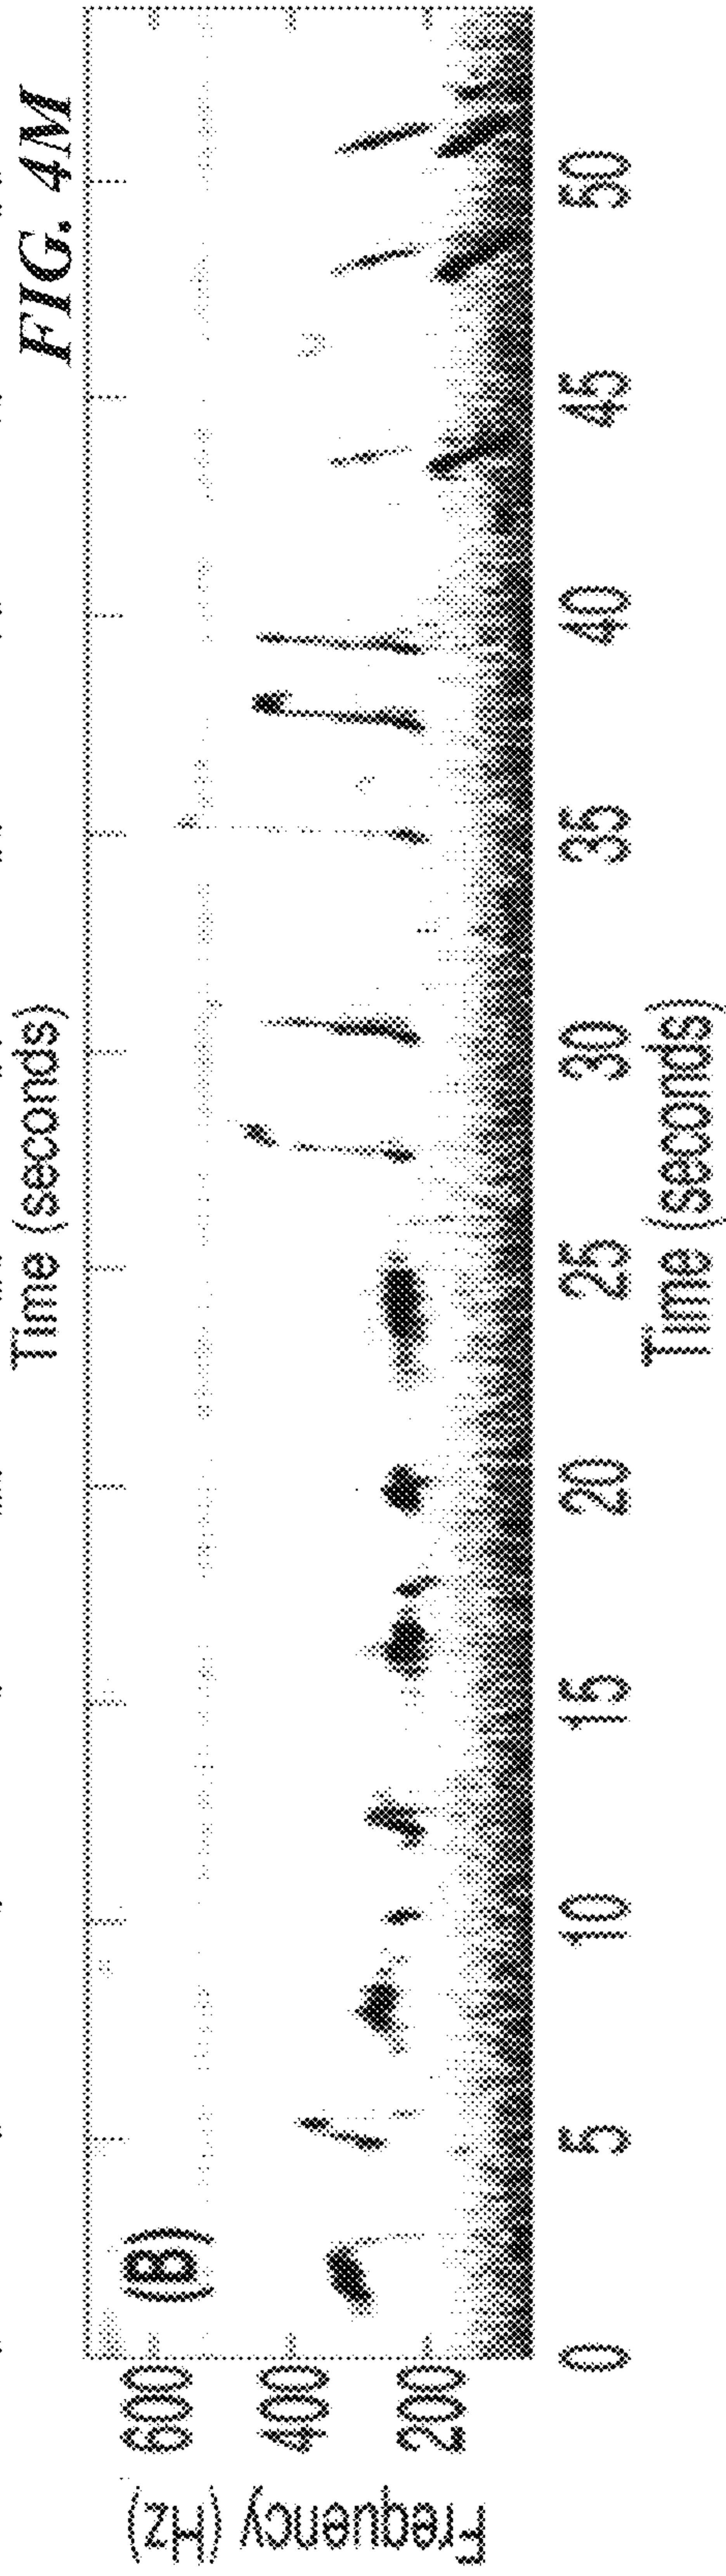 Time (seconds)
FIG. 4M
(B)
Frequency (Hz)
600
400
200
0 5 10 15 20 25 30 35 40 45 50
Time (seconds)